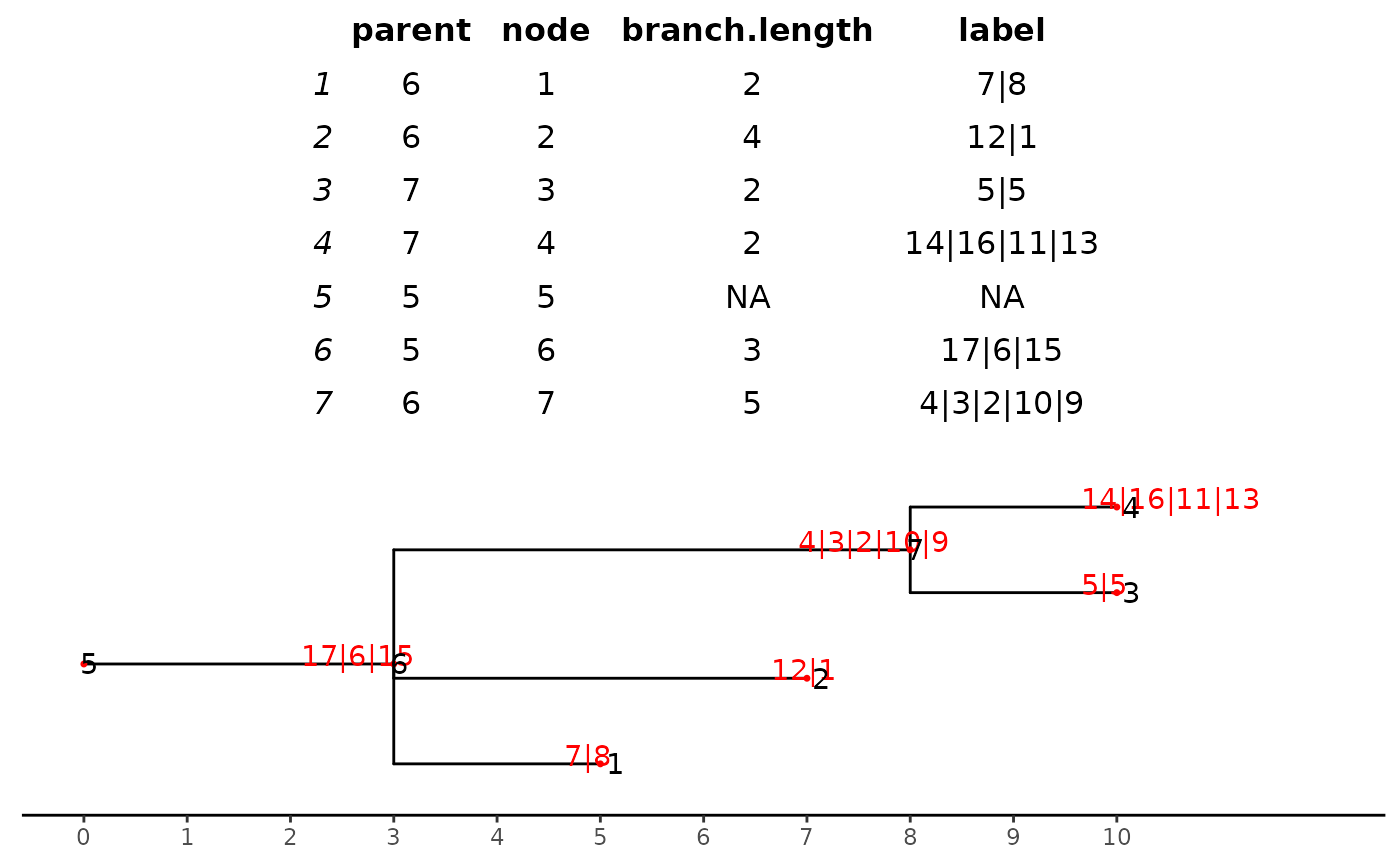 parent node branch.length label
1 6 1 2 7|8
2 6 2 4 12|1
3 7 3 2 5|5
4 7 4 2 14|16|11|13
5 5 5 NA NA
6 5 6 3 17|6|15
7 6 7 5 4|3|2|10|9
14|16|11|13 4
4|3|2|10|9 7
5|5 3
5 17|6|15 6
12|1 2
7|8 1
0 1 2 3 4 5 6 7 8 9 10